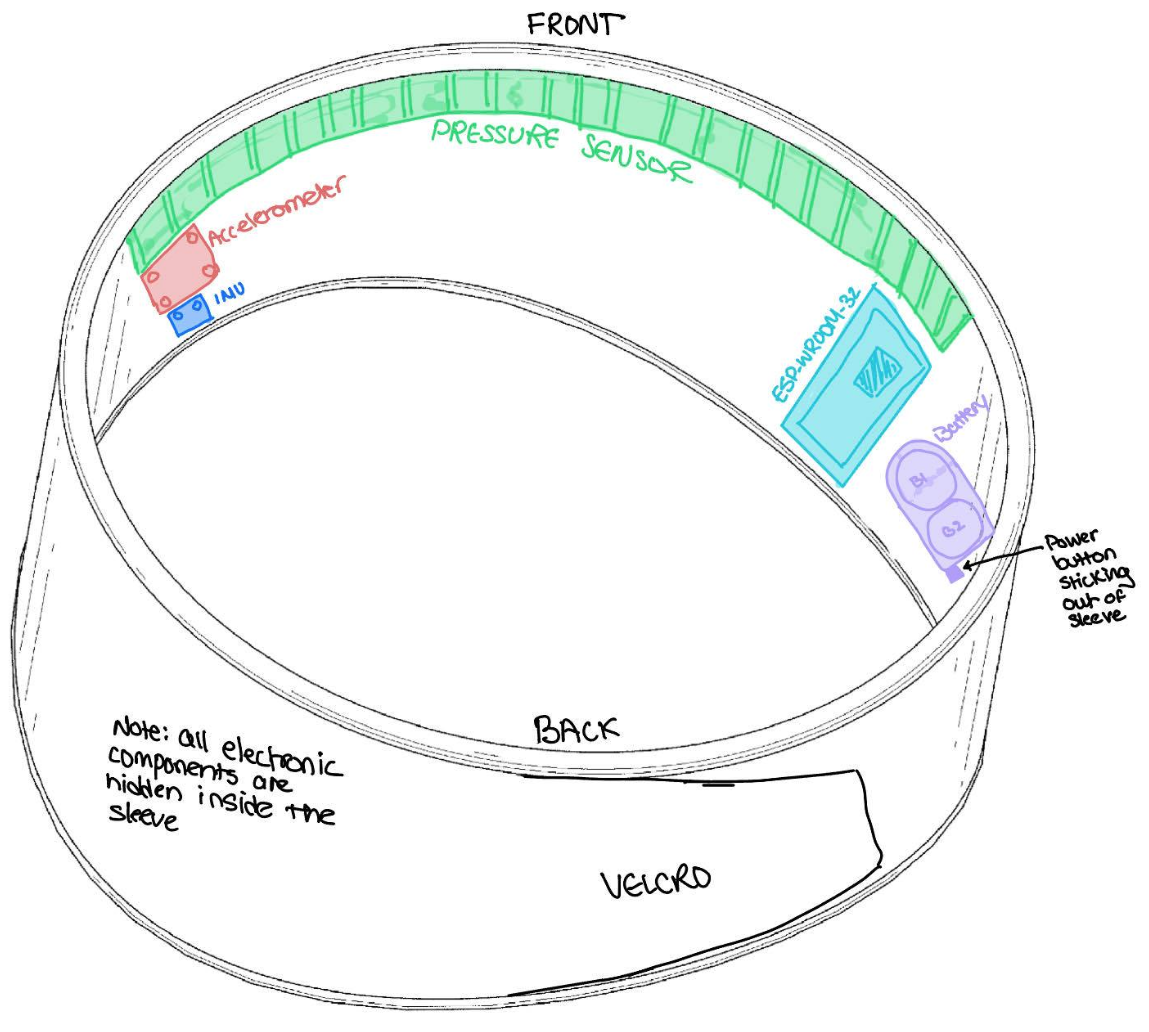 FRONT
PRESSURE SENSOR
Accelerometer
IMU
ESP-WROOM-32
Battery
B1
B2
Power
button
sticking
out of
sleeve
BACK
Note: all electronic
components are
hidden inside the
sleeve
VELCRO